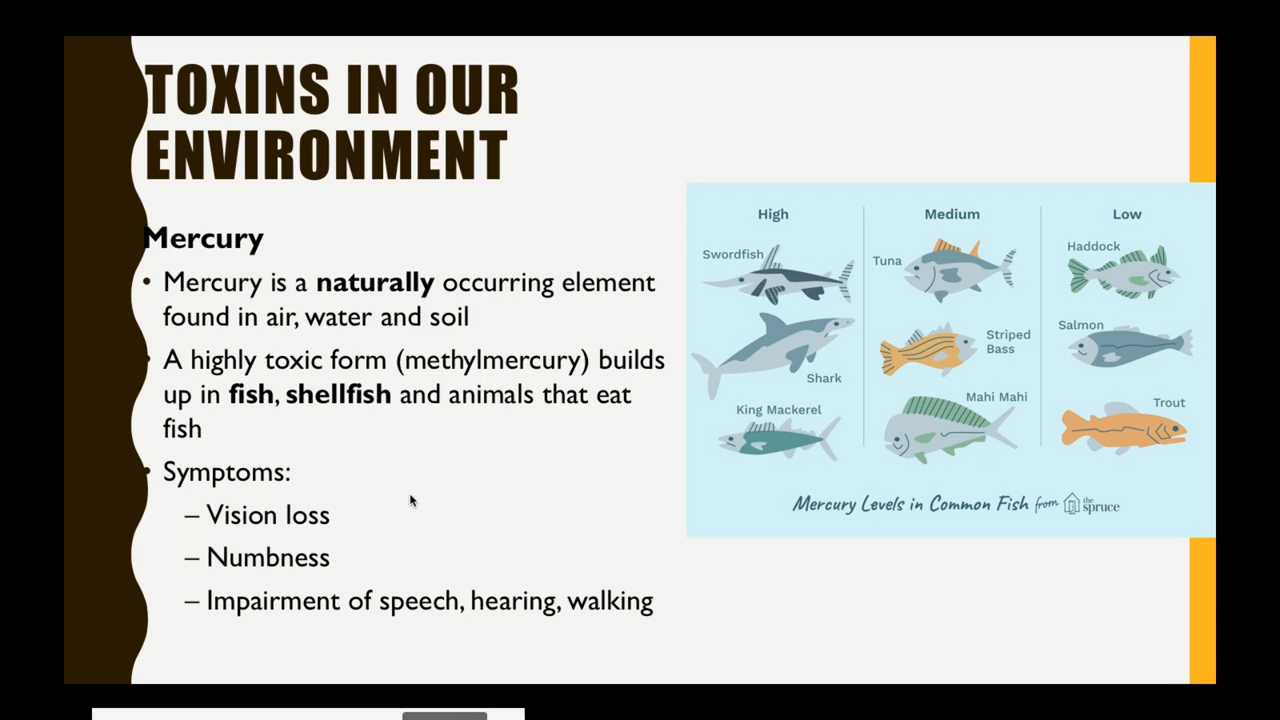 TOXINS IN OUR
ENVIRONMENT
Mercury
• Mercury is a naturally occurring element
found in air, water and soil
• A highly toxic form (methylmercury) builds
up in fish, shellfish and animals that eat
fish
• Symptoms:
– Vision loss
– Numbness
– Impairment of speech, hearing, walking
High
Swordfish
Shark
King Mackerel
Medium
Tuna
Striped
Bass
Mahi Mahi
Low
Haddock
Salmon
Trout
Mercury Levels in Common Fish from the spruce